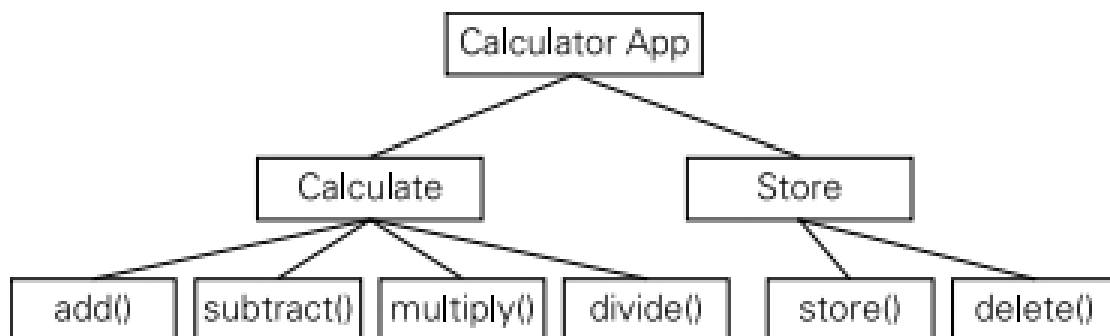 Calculator App
Calculate
Store
add()
subtract()
multiply()
divide()
store()
delete()